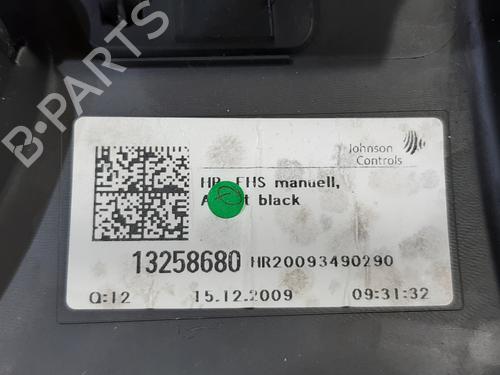 B-PARTS
Johnson
Controls
HR, FHS manuell,
black
13258680 HR20093490290
Q:12 15.12.2009 09:31:32